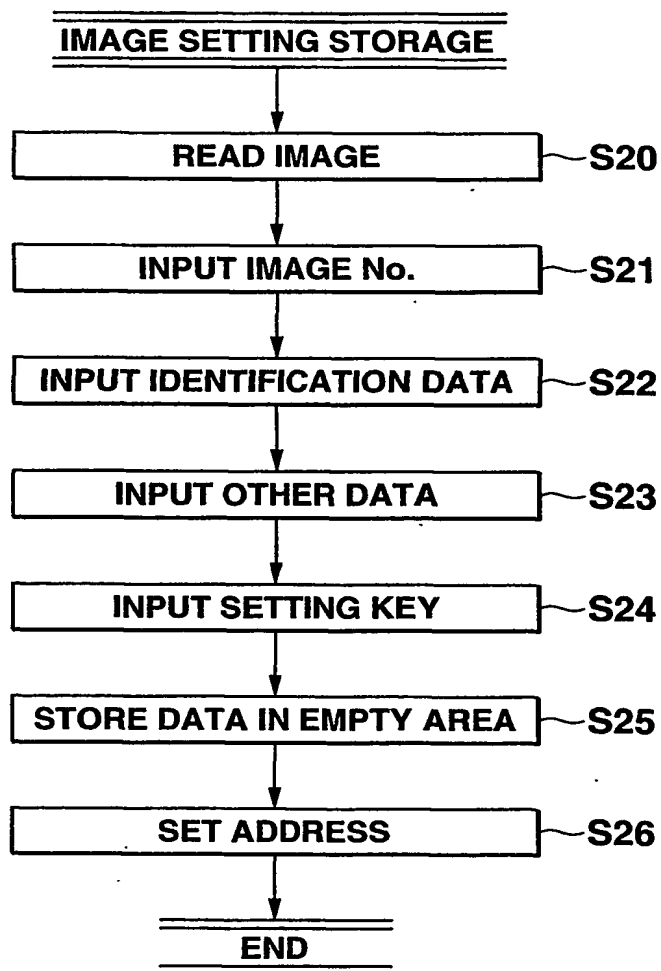 IMAGE SETTING STORAGE
READ IMAGE S20
INPUT IMAGE No. S21
INPUT IDENTIFICATION DATA S22
INPUT OTHER DATA S23
INPUT SETTING KEY S24
STORE DATA IN EMPTY AREA S25
SET ADDRESS S26
END